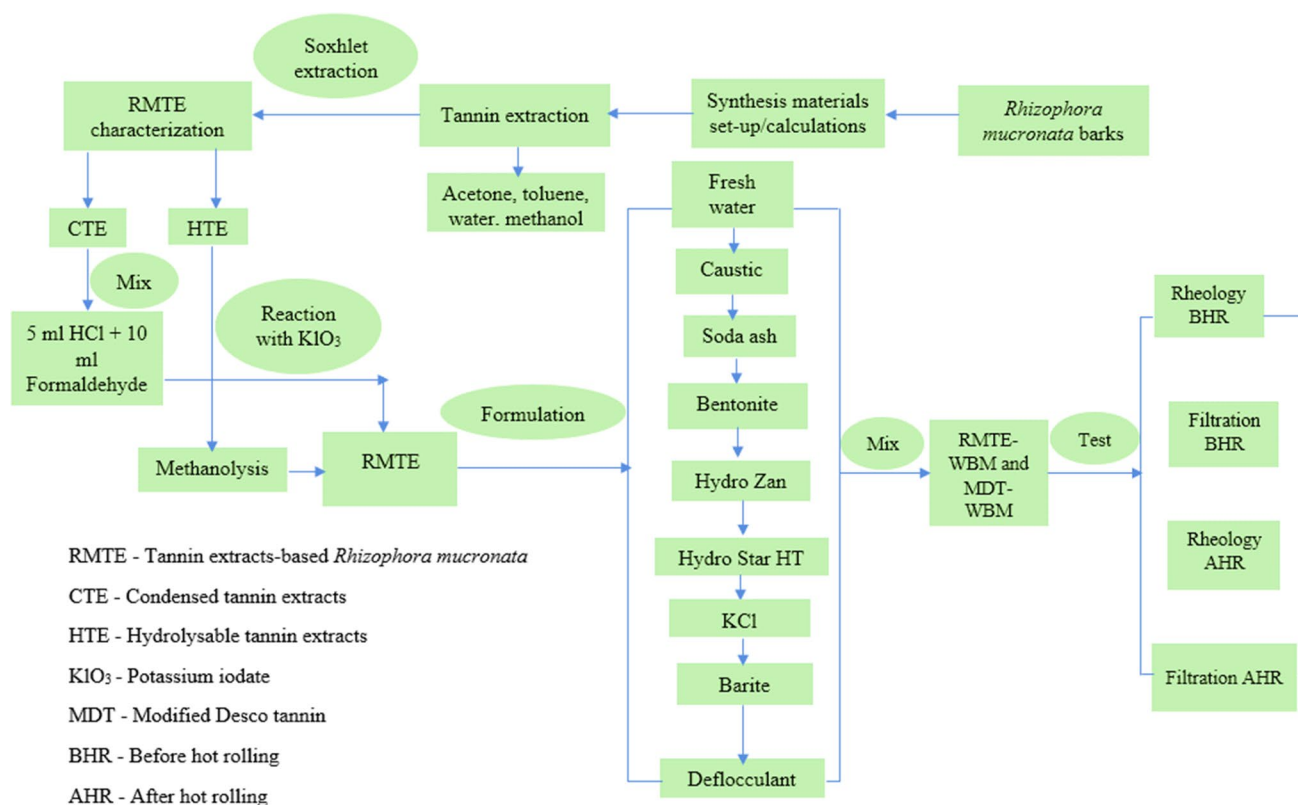 Soxhlet
extraction
RMTE
characterization
Tannin extraction
Synthesis materials
set-up/calculations
Rhizophora
mucronata barks
Acetone, toluene,
water. methanol
Fresh
water
CTE
HTE
Caustic
Mix
Reaction
with KlO₃
5 ml HCl + 10
ml
Formaldehyde
Soda ash
Rheology
BHR
Bentonite
Formulation
Methanolysis
RMTE
Mix
RMTE-
WBM and
MDT-
WBM
Test
Filtration
BHR
Hydro Zan
Hydro Star HT
Rheology
AHR
KCl
Barite
Filtration AHR
Deflocculant
RMTE - Tannin extracts-based Rhizophora mucronata
CTE - Condensed tannin extracts
HTE - Hydrolysable tannin extracts
KlO₃ - Potassium iodate
MDT - Modified Desco tannin
BHR - Before hot rolling
AHR - After hot rolling